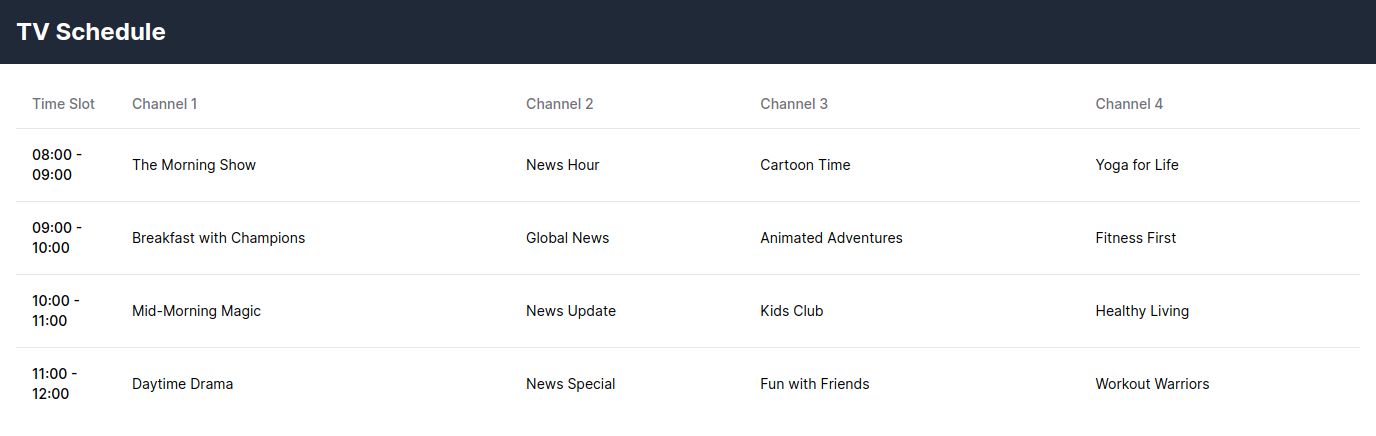 TV Schedule
Time Slot Channel 1 Channel 2 Channel 3 Channel 4
08:00 -
09:00 The Morning Show News Hour Cartoon Time Yoga for Life
09:00 -
10:00 Breakfast with Champions Global News Animated Adventures Fitness First
10:00 -
11:00 Mid-Morning Magic News Update Kids Club Healthy Living
11:00 -
12:00 Daytime Drama News Special Fun with Friends Workout Warriors